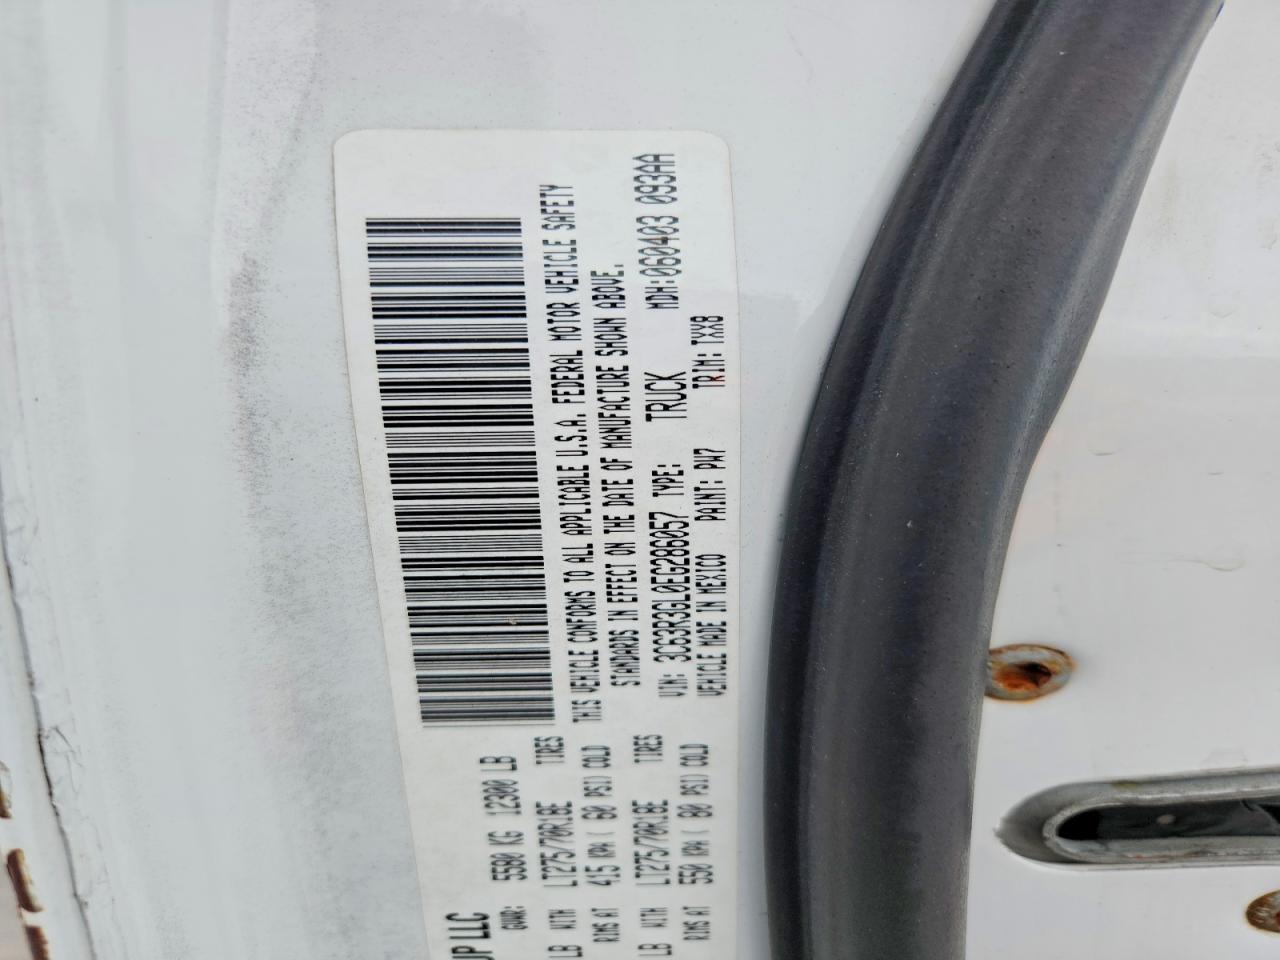 UP LLC
GVWR: 5580 KG 12300 LB
LB WITH LT275/70R18E TIRES
RIMS AT 415 KPA ( 60 PSI) COLD
LB WITH LT275/70R18E TIRES
RIMS AT 550 KPA ( 80 PSI) COLD
THIS VEHICLE CONFORMS TO ALL APPLICABLE U.S.A. FEDERAL MOTOR VEHICLE SAFETY
STANDARDS IN EFFECT ON THE DATE OF MANUFACTURE SHOWN ABOVE.
VIN: 3C63R3GL0EG286057 TYPE: TRUCK MDH:060403 093AA
VEHICLE MADE IN MEXICO PAINT: PW7 TRIM: TXX8